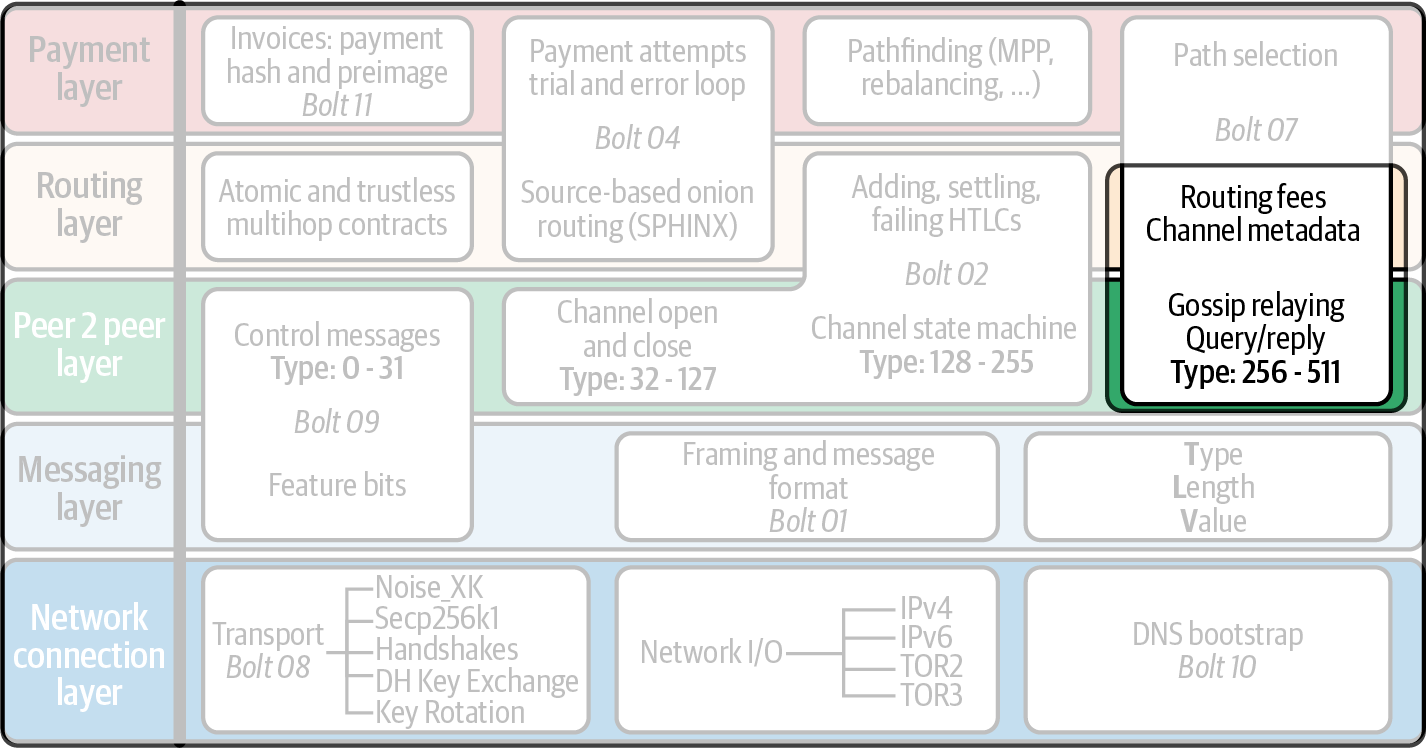 Payment
layer
Invoices: payment
hash and preimage
Bolt 11
Payment attempts
trial and error loop
Bolt 04
Source-based onion
routing (SPHINX)
Pathfinding (MPP,
rebalancing, ...)
Path selection
Bolt 07
Routing
layer
Atomic and trustless
multihop contracts
Adding, settling,
failing HTLCs
Bolt 02
Channel state machine
Type: 128 - 255
Routing fees
Channel metadata
Gossip relaying
Query/reply
Type: 256 - 511
Peer 2 peer
layer
Control messages
Type: 0 - 31
Bolt 09
Feature bits
Channel open
and close
Type: 32 - 127
Messaging
layer
Framing and message
format
Bolt 01
Type
Length
Value
Network
connection
layer
Transport
Bolt 08
Noise_XK
Secp256k1
Handshakes
DH Key Exchange
Key Rotation
Network I/O
IPv4
IPv6
TOR2
TOR3
DNS bootstrap
Bolt 10